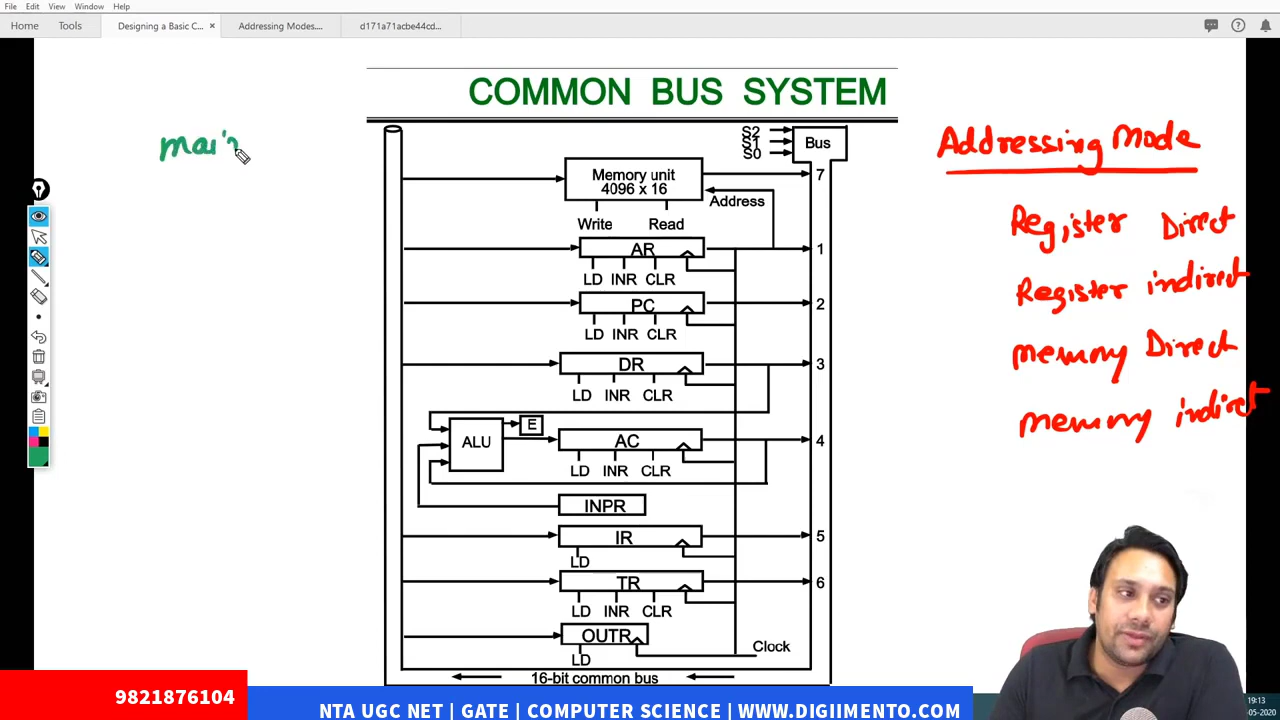 File Edit View Window Help
Home Tools Designing a Basic C... × Addressing Modes.... d171a71acbe44cd...
COMMON BUS SYSTEM
mai
S2
S1
S0
Bus
Addressing Mode
Memory unit
4096 x 16
7
Address
Write Read
Register Direct
AR
1
LD INR CLR
Register indirect
PC
2
LD INR CLR
memory Direct
DR
3
LD INR CLR
memory indirect
E
ALU
AC
4
LD INR CLR
INPR
IR
5
LD
TR
6
LD INR CLR
OUTR
LD
Clock
16-bit common bus
9821876104
NTA UGC NET | GATE | COMPUTER SCIENCE | WWW.DIGIIMENTO.COM
19:13
-05-2020